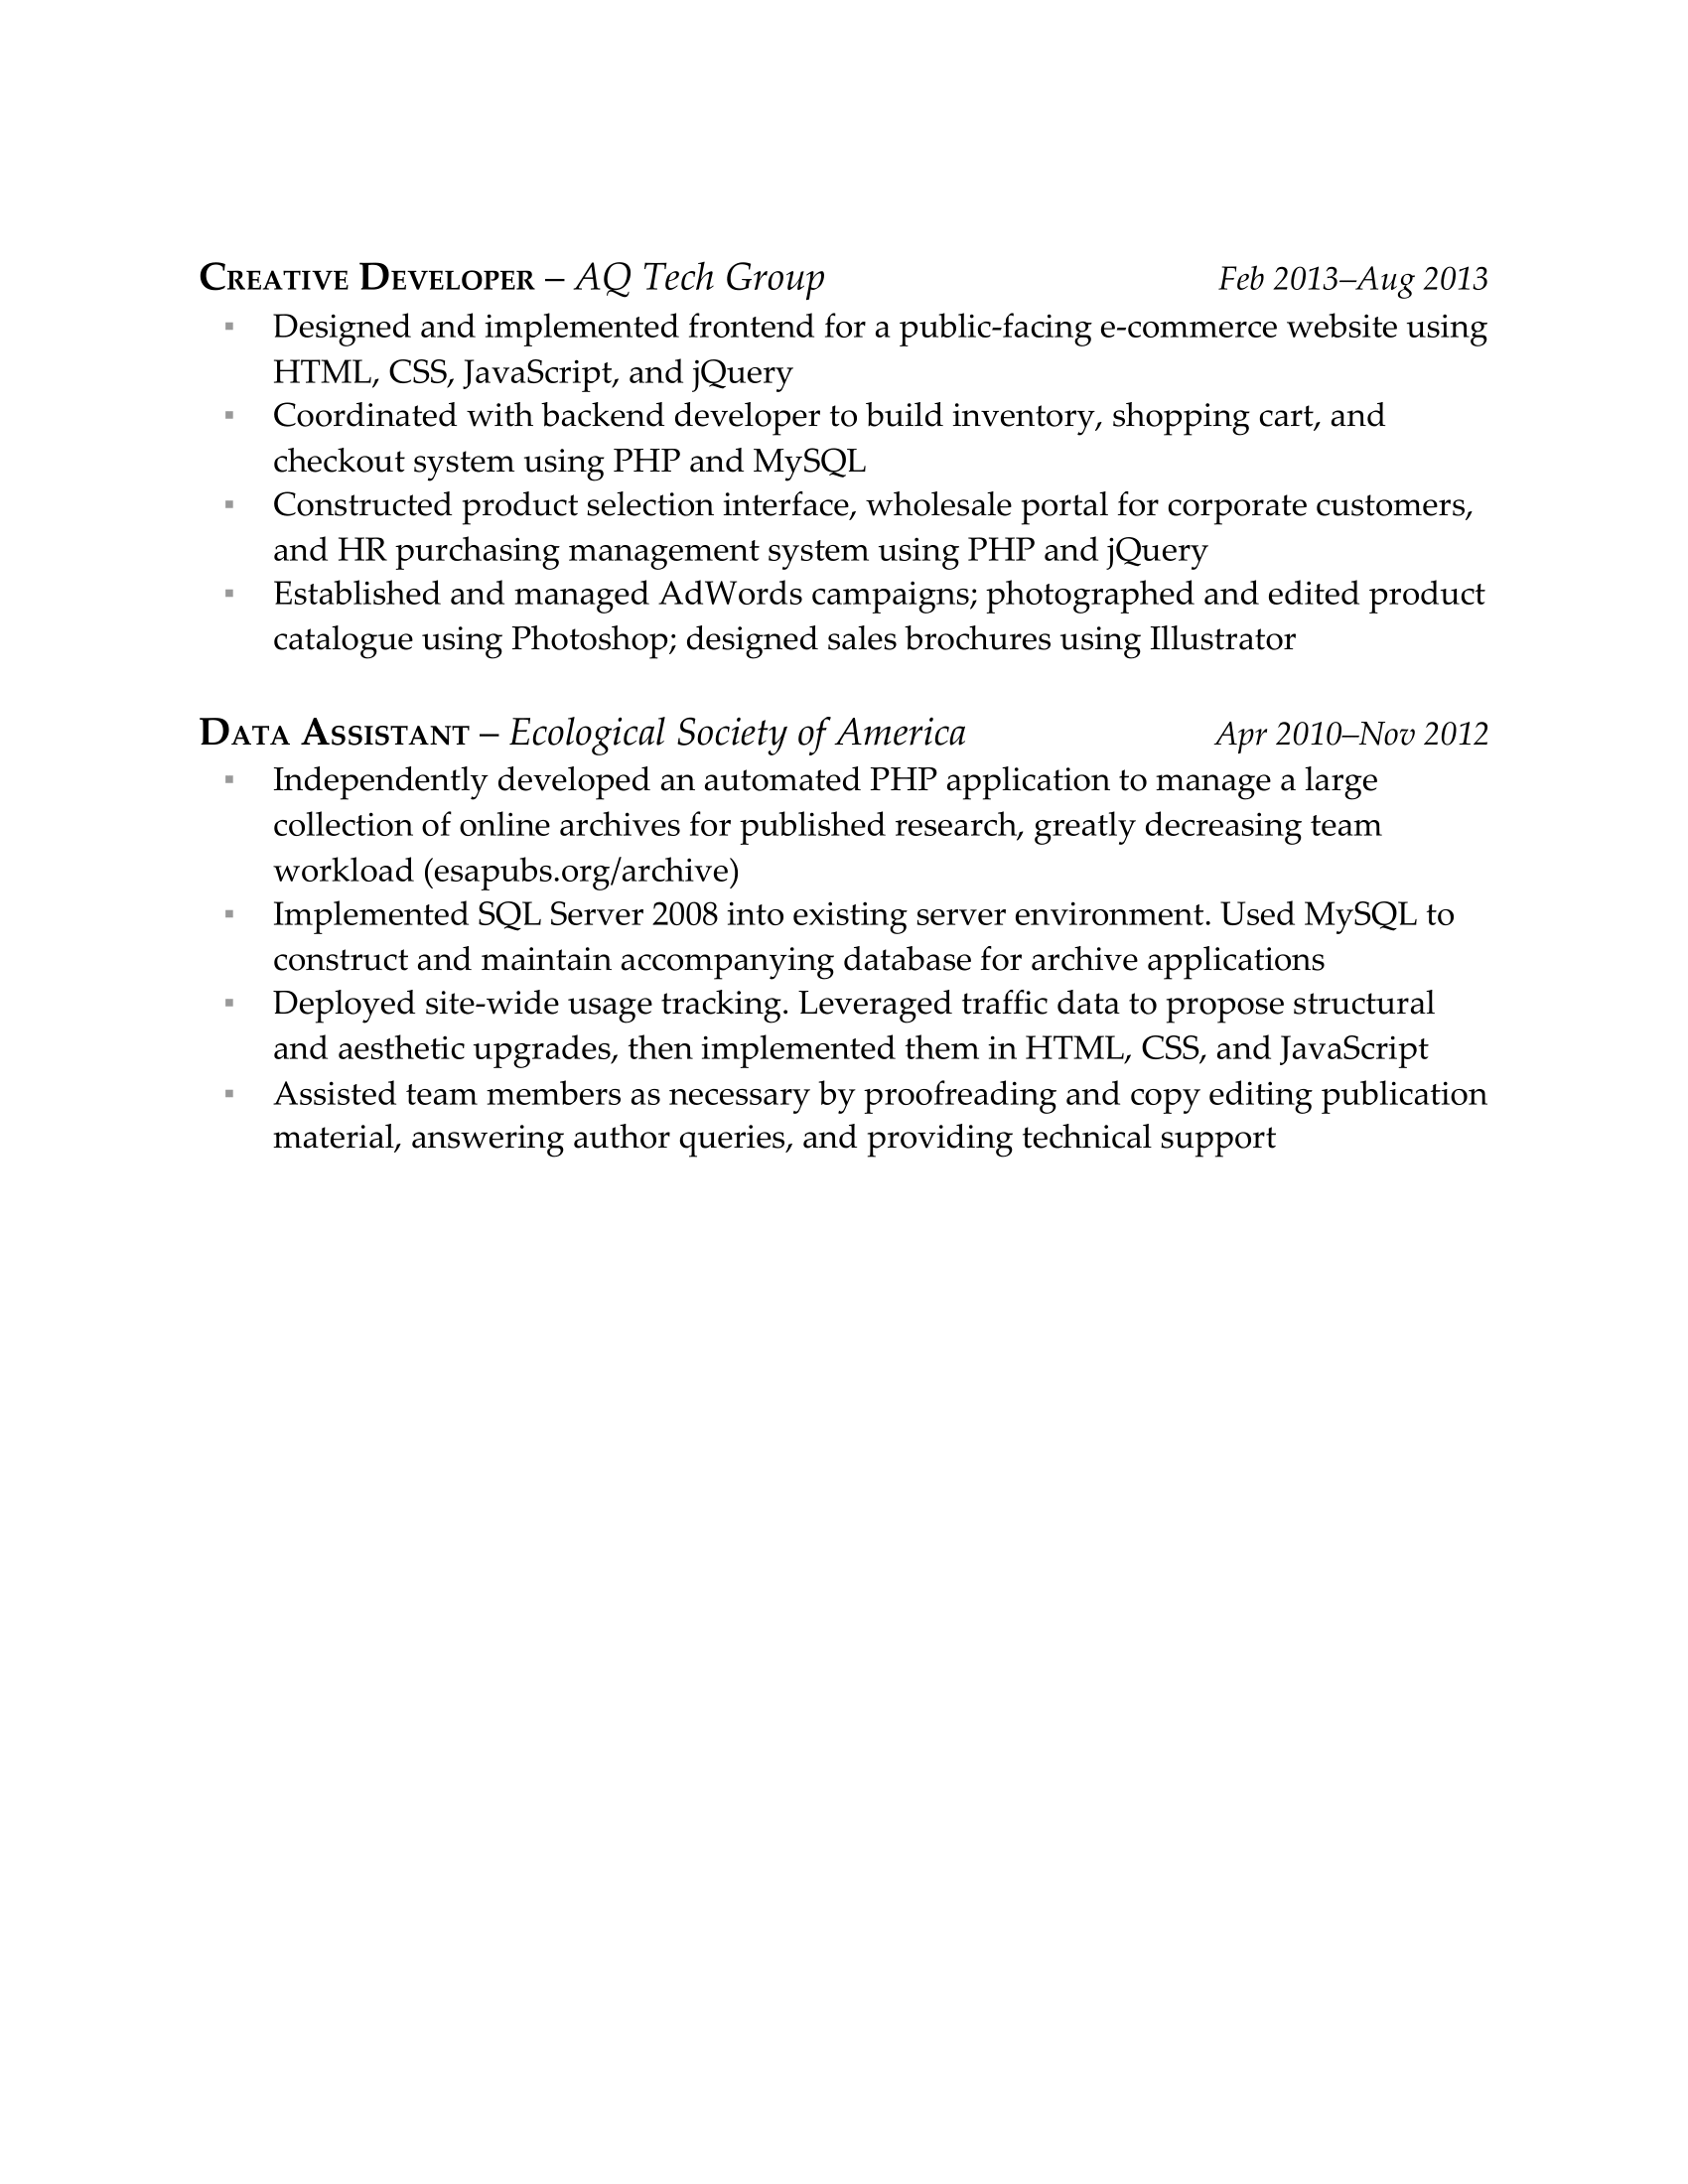 Creative Developer – AQ Tech Group Feb 2013–Aug 2013
▪ Designed and implemented frontend for a public-facing e-commerce website using
HTML, CSS, JavaScript, and jQuery
▪ Coordinated with backend developer to build inventory, shopping cart, and
checkout system using PHP and MySQL
▪ Constructed product selection interface, wholesale portal for corporate customers,
and HR purchasing management system using PHP and jQuery
▪ Established and managed AdWords campaigns; photographed and edited product
catalogue using Photoshop; designed sales brochures using Illustrator
Data Assistant – Ecological Society of America Apr 2010–Nov 2012
▪ Independently developed an automated PHP application to manage a large
collection of online archives for published research, greatly decreasing team
workload (esapubs.org/archive)
▪ Implemented SQL Server 2008 into existing server environment. Used MySQL to
construct and maintain accompanying database for archive applications
▪ Deployed site-wide usage tracking. Leveraged traffic data to propose structural
and aesthetic upgrades, then implemented them in HTML, CSS, and JavaScript
▪ Assisted team members as necessary by proofreading and copy editing publication
material, answering author queries, and providing technical support